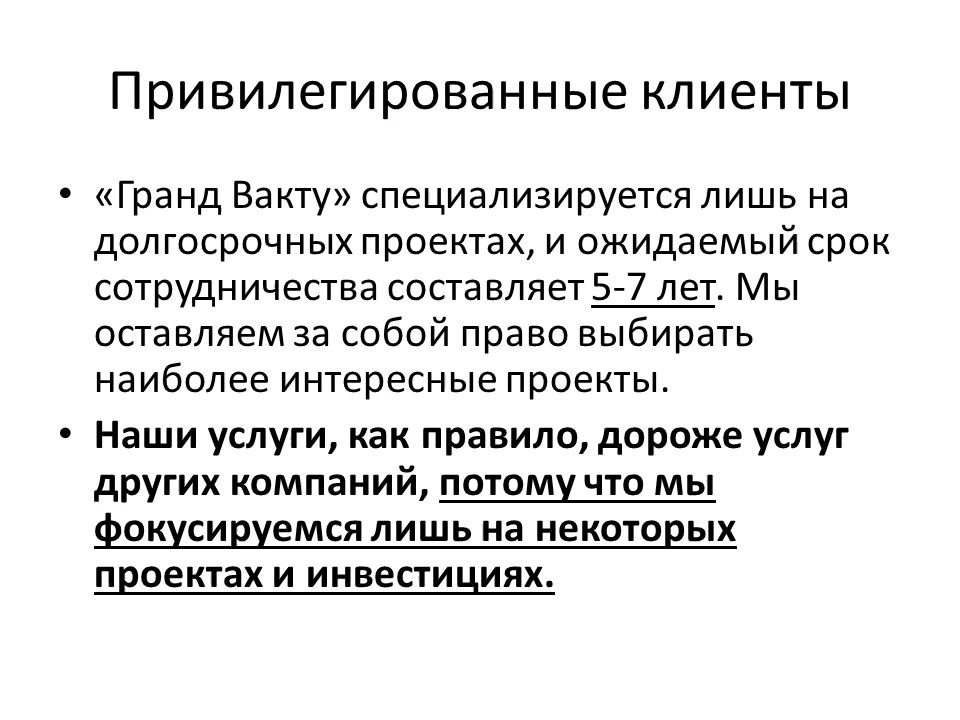 Привилегированные клиенты
• «Гранд Вакту» специализируется лишь на
долгосрочных проектах, и ожидаемый срок
сотрудничества составляет 5-7 лет. Мы
оставляем за собой право выбирать
наиболее интересные проекты.
• Наши услуги, как правило, дороже услуг
других компаний, потому что мы
фокусируемся лишь на некоторых
проектах и инвестициях.